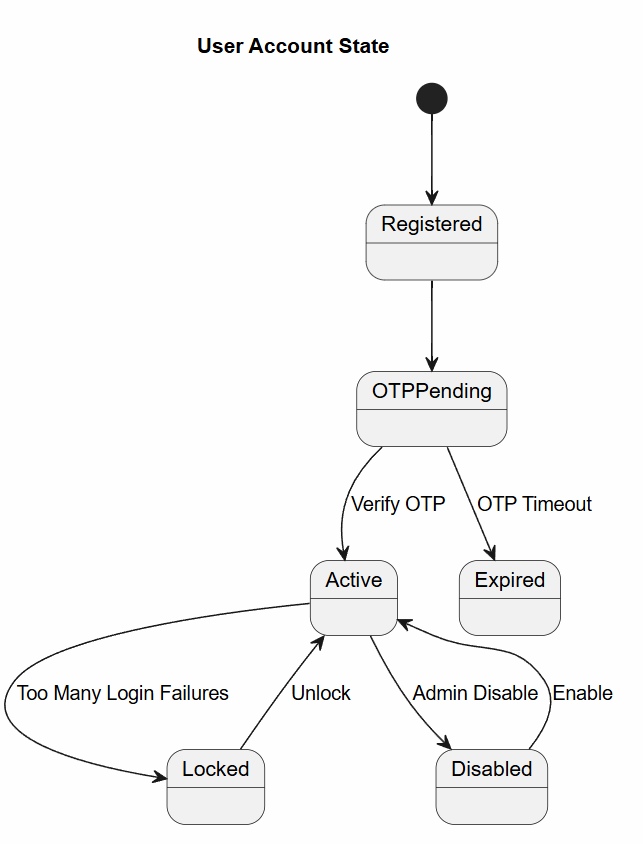 User Account State
Registered
OTPPending
Verify OTP
OTP Timeout
Active
Expired
Too Many Login Failures
Unlock
Admin Disable
Enable
Locked
Disabled